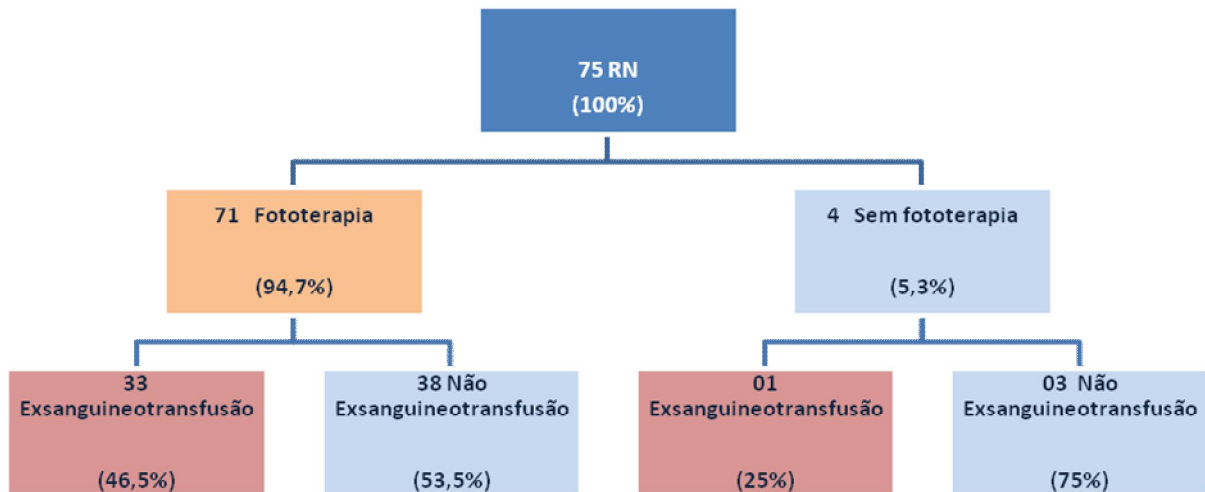 75 RN
(100%)
71 Fototerapia
(94,7%)
4 Sem fototerapia
(5,3%)
33
Exsanguineotransfusão
(46,5%)
38 Não
Exsanguineotransfusão
(53,5%)
01
Exsanguineotransfusão
(25%)
03 Não
Exsanguineotransfusão
(75%)